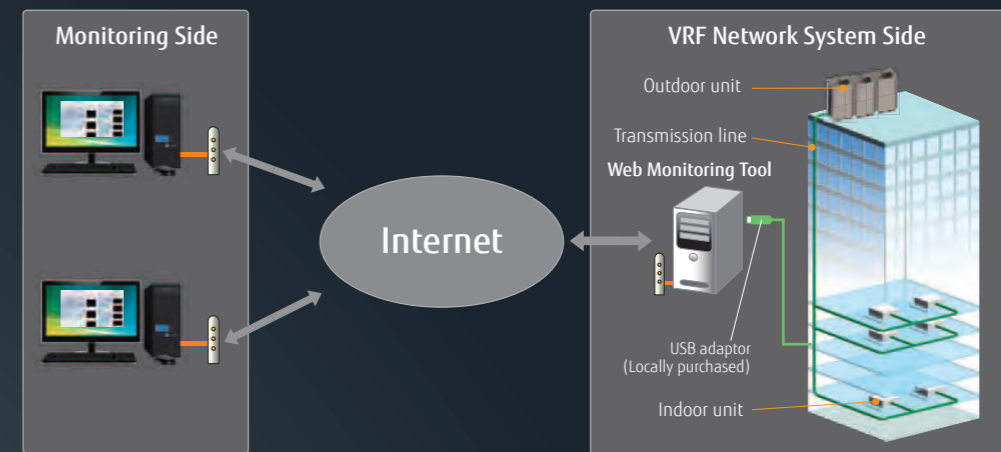 Monitoring Side
Internet
VRF Network System Side
Outdoor unit
Transmission line
Web Monitoring Tool
USB adaptor
(Locally purchased)
Indoor unit